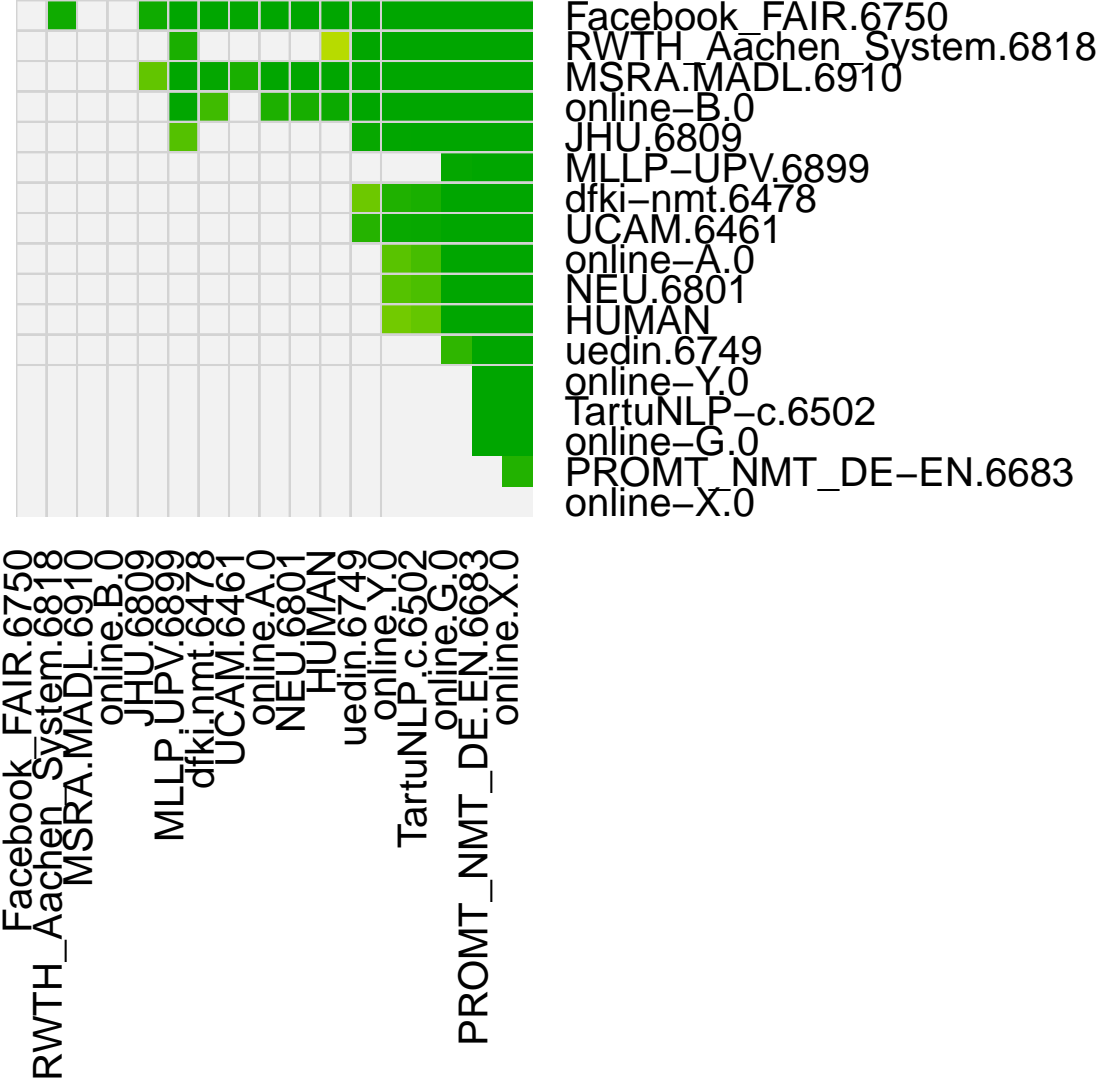 Facebook_FAIR.6750
RWTH_Aachen_System.6818
MSRA.MADL.6910
online−B.0
JHU.6809
MLLP−UPV.6899
dfki−nmt.6478
UCAM.6461
online−A.0
NEU.6801
HUMAN
uedin.6749
online−Y.0
TartuNLP−c.6502
online−G.0
PROMT_NMT_DE−EN.6683
online−X.0
Facebook_FAIR.6750
RWTH_Aachen_System.6818
MSRA.MADL.6910
online.B.0
JHU.6809
MLLP.UPV.6899
dfki.nmt.6478
UCAM.6461
online.A.0
NEU.6801
HUMAN
uedin.6749
online.Y.0
TartuNLP.c.6502
online.G.0
PROMT_NMT_DE.EN.6683
online.X.0